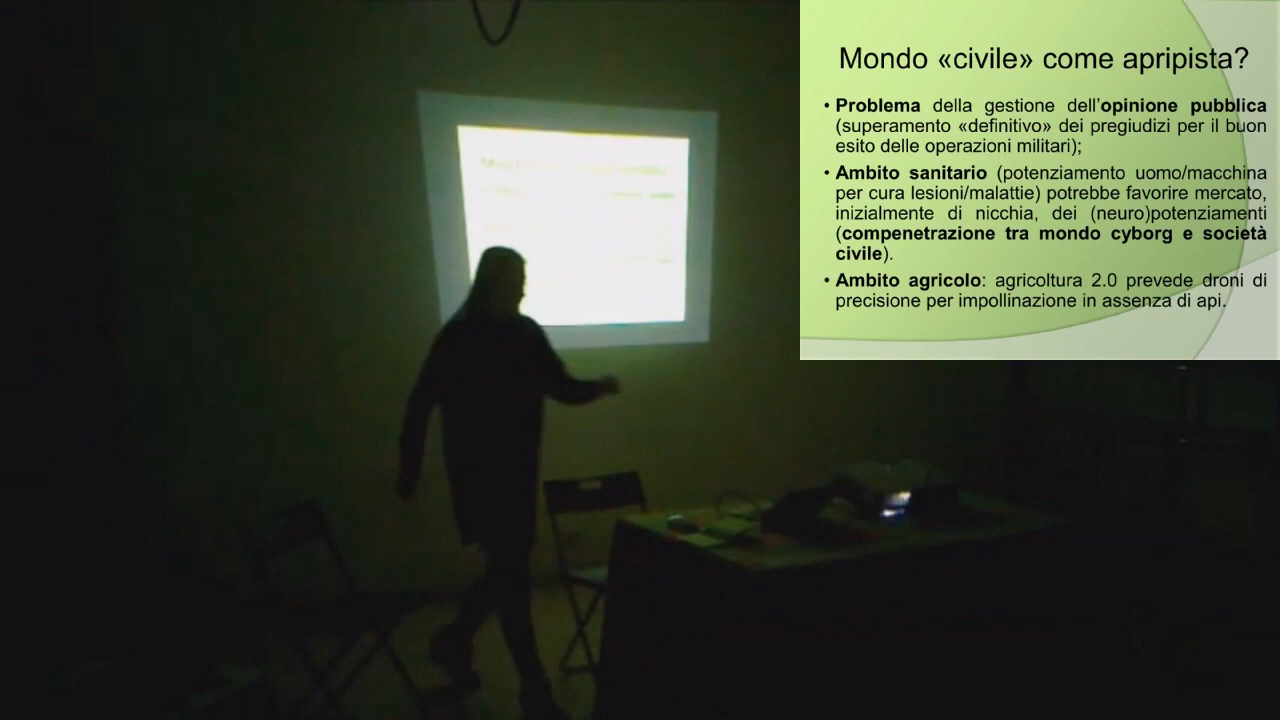 Mondo «civile» come apripista?
• Problema della gestione dell'opinione pubblica
(superamento «definitivo» dei pregiudizi per il buon
esito delle operazioni militari);
• Ambito sanitario (potenziamento uomo/macchina
per cura lesioni/malattie) potrebbe favorire mercato,
inizialmente di nicchia, dei (neuro)potenziamenti
(compenetrazione tra mondo cyborg e società
civile).
• Ambito agricolo: agricoltura 2.0 prevede droni di
precisione per impollinazione in assenza di api.